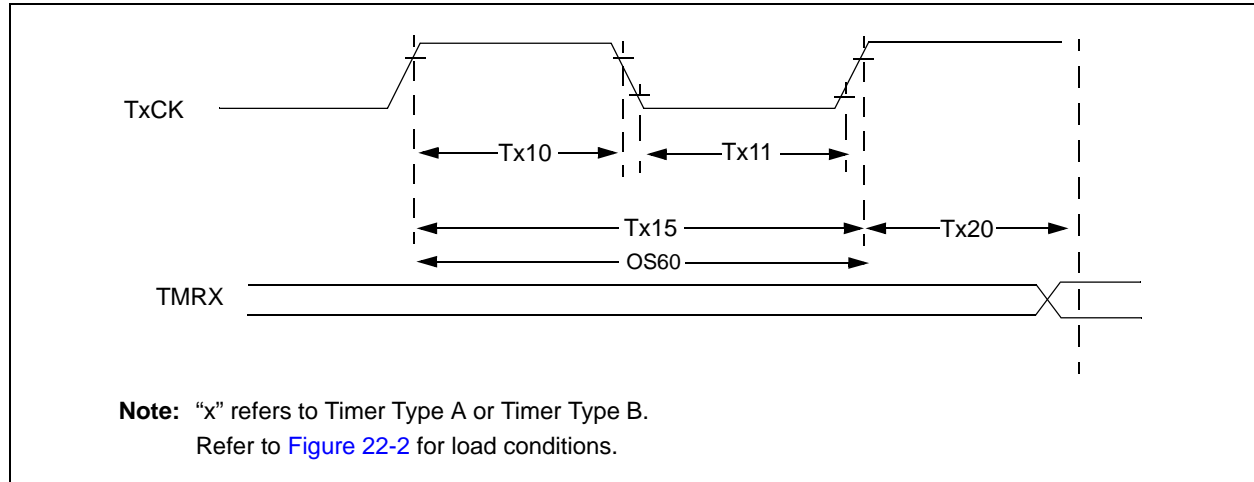 TxCK
Tx10
Tx11
Tx15
Tx20
OS60
TMRX
Note: “x” refers to Timer Type A or Timer Type B.
Refer to Figure 22-2 for load conditions.